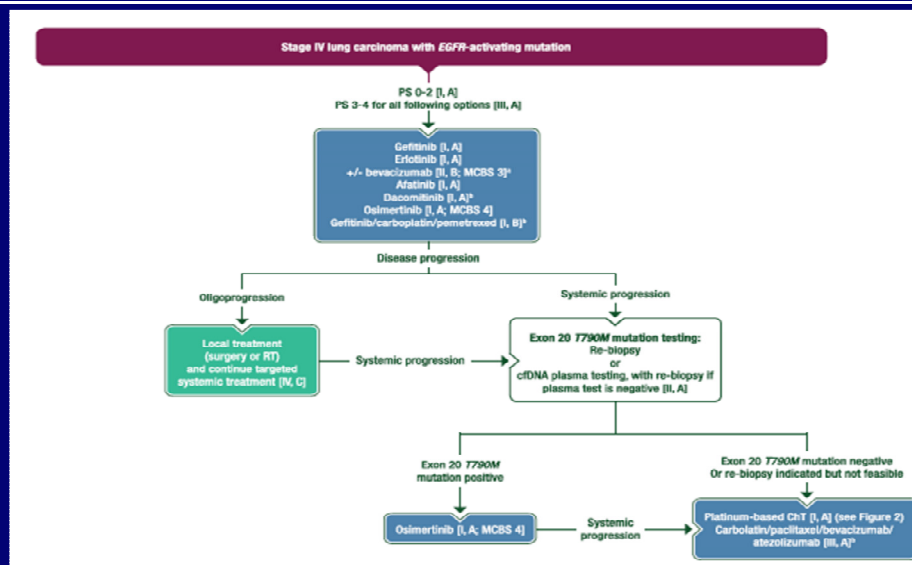 Stage IV lung carcinoma with EGFR-activating mutation
PS 0-2 [I, A]
PS 3-4 for all following options [III, A]
Gefitinib [I, A]
Erlotinib [I, A]
+/- bevacizumab [II, B; MCBS 3]ᵃ
Afatinib [I, A]
Dacomitinib [I, A]ᵇ
Osimertinib [I, A; MCBS 4]
Gefitinib/carboplatin/pemetrexed [I, B]ᵇ
Disease progression
Oligoprogression
Systemic progression
Local treatment
(surgery or RT)
and continue targeted
systemic treatment [IV, C]
Systemic progression
Exon 20 T790M mutation testing:
Re-biopsy
or
cfDNA plasma testing, with re-biopsy if
plasma test is negative [II, A]
Exon 20 T790M
mutation positive
Exon 20 T790M mutation negative
Or re-biopsy indicated but not feasible
Osimertinib [I, A; MCBS 4]
Systemic
progression
Platinum-based ChT [I, A] (see Figure 2)
Carbolatin/paclitaxel/bevacizumab/
atezolizumab [III, A]ᵇ